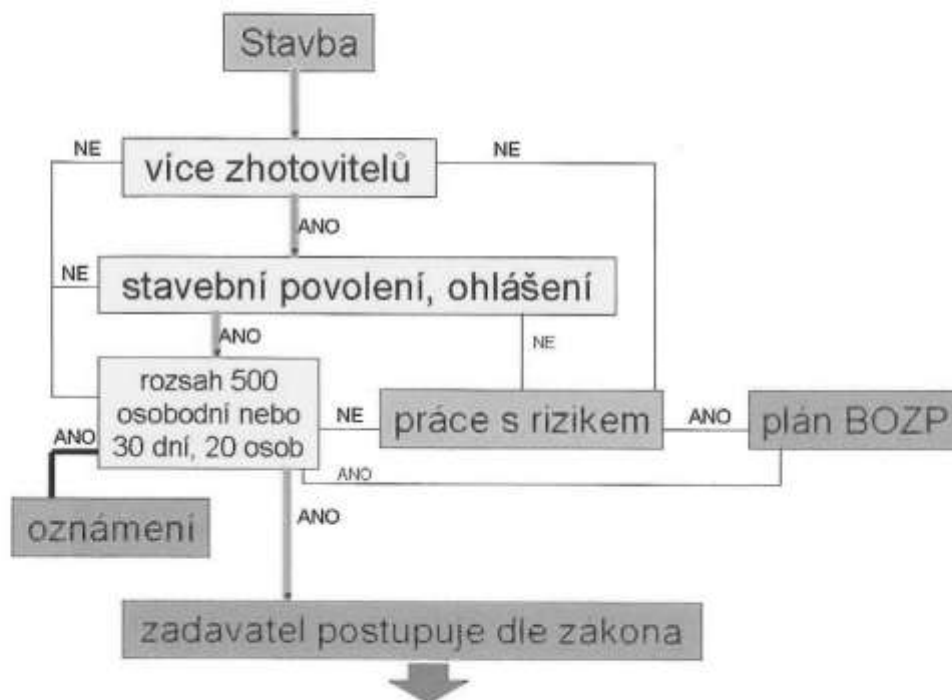 Stavba
NE
NE
více zhotovitelů
ANO
NE
stavební povolení, ohlášení
ANO
NE
rozsah 500
osobodní nebo
30 dní, 20 osob
NE
práce s rizikem
ANO
plán BOZP
ANO
ANO
oznámení
ANO
zadavatel postupuje dle zákona